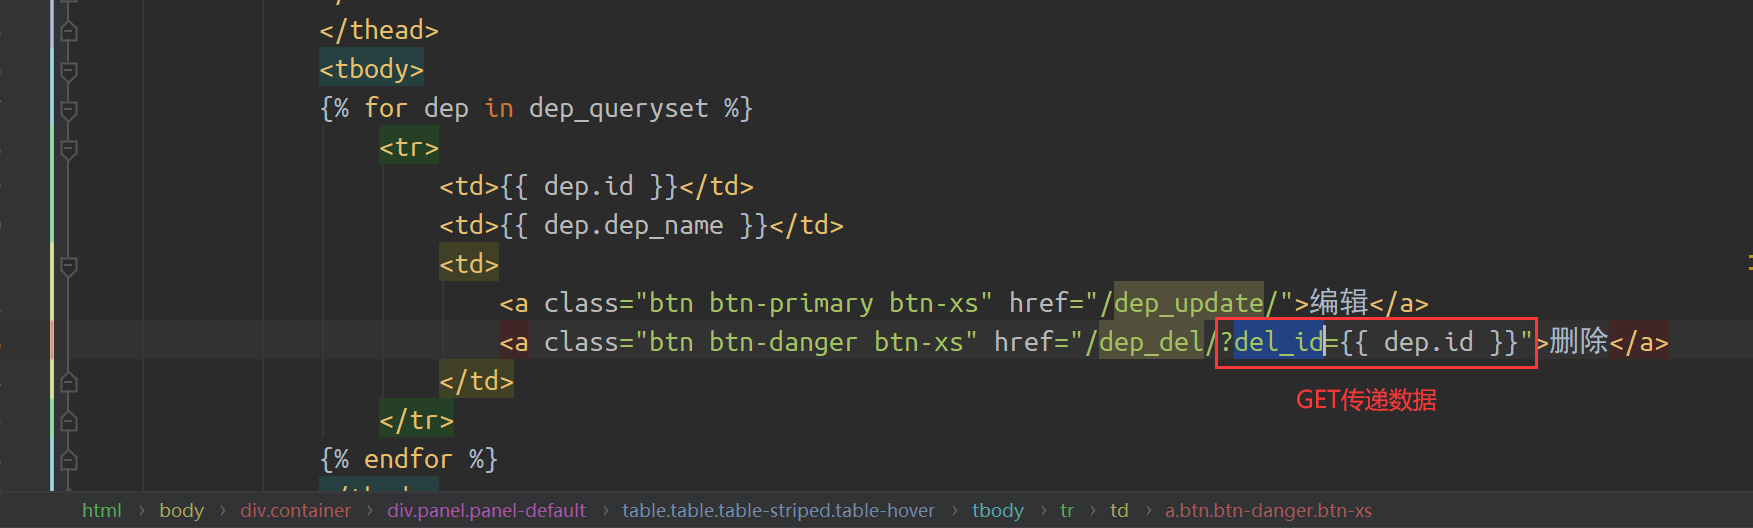 </thead>
<tbody>
{% for dep in dep_queryset %}
<tr>
<td>{{ dep.id }}</td>
<td>{{ dep.dep_name }}</td>
<td>
<a class="btn btn-primary btn-xs" href="/dep_update/">编辑</a>
<a class="btn btn-danger btn-xs" href="/dep_del/?del_id={{ dep.id }}">删除</a>
GET传递数据
</td>
</tr>
{% endfor %}
html › body › div.container › div.panel.panel-default › table.table.table-striped.table-hover › tbody › tr › td › a.btn.btn-danger.btn-xs